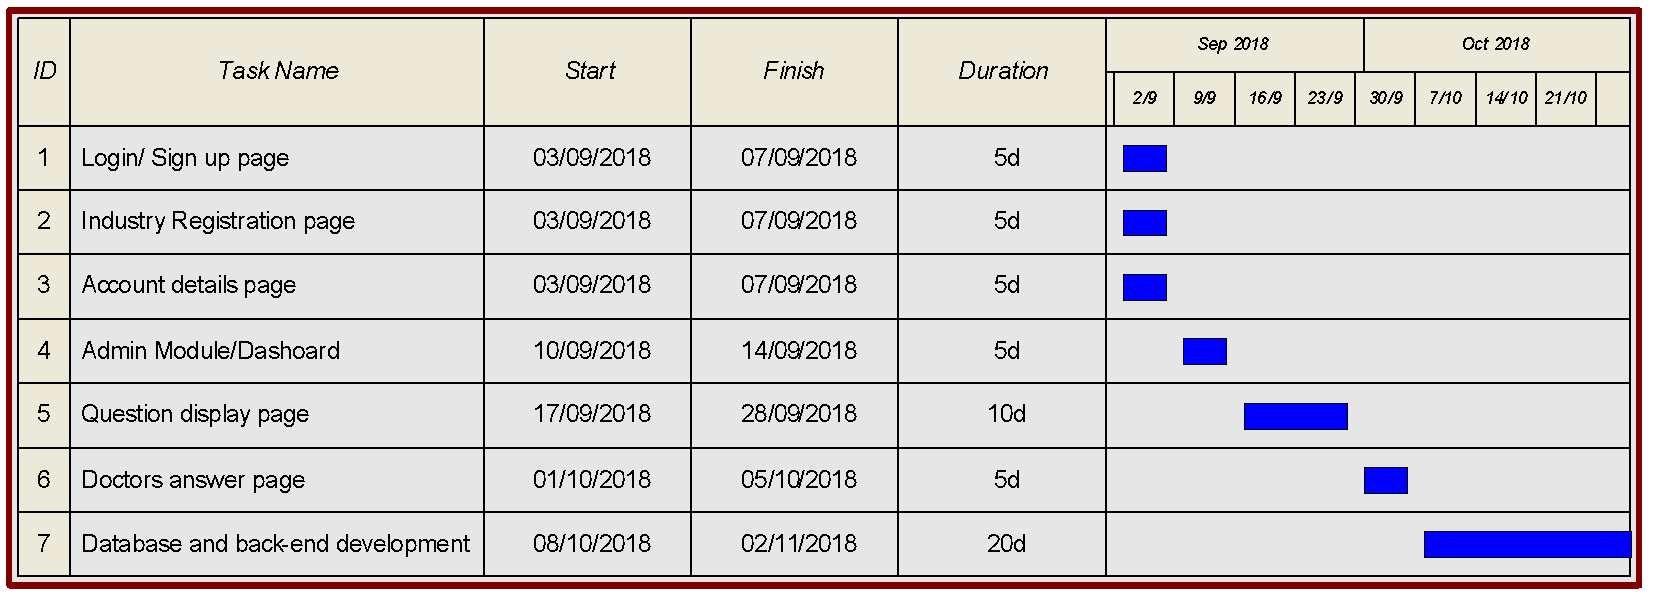 ID Task Name Start Finish Duration Sep 2018 Oct 2018
2/9 9/9 16/9 23/9 30/9 7/10 14/10 21/10
1 Login/ Sign up page 03/09/2018 07/09/2018 5d
2 Industry Registration page 03/09/2018 07/09/2018 5d
3 Account details page 03/09/2018 07/09/2018 5d
4 Admin Module/Dashoard 10/09/2018 14/09/2018 5d
5 Question display page 17/09/2018 28/09/2018 10d
6 Doctors answer page 01/10/2018 05/10/2018 5d
7 Database and back-end development 08/10/2018 02/11/2018 20d